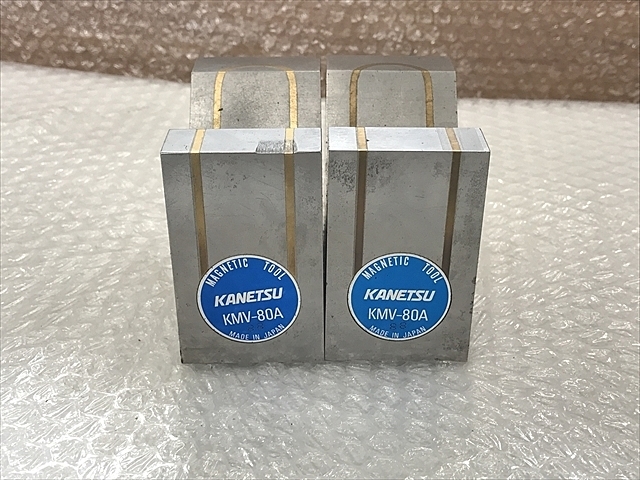 MAGNETIC TOOL
KANETSU
KMV-80A
MADE IN JAPAN
MAGNETIC TOOL
KANETSU
KMV-80A
MADE IN JAPAN